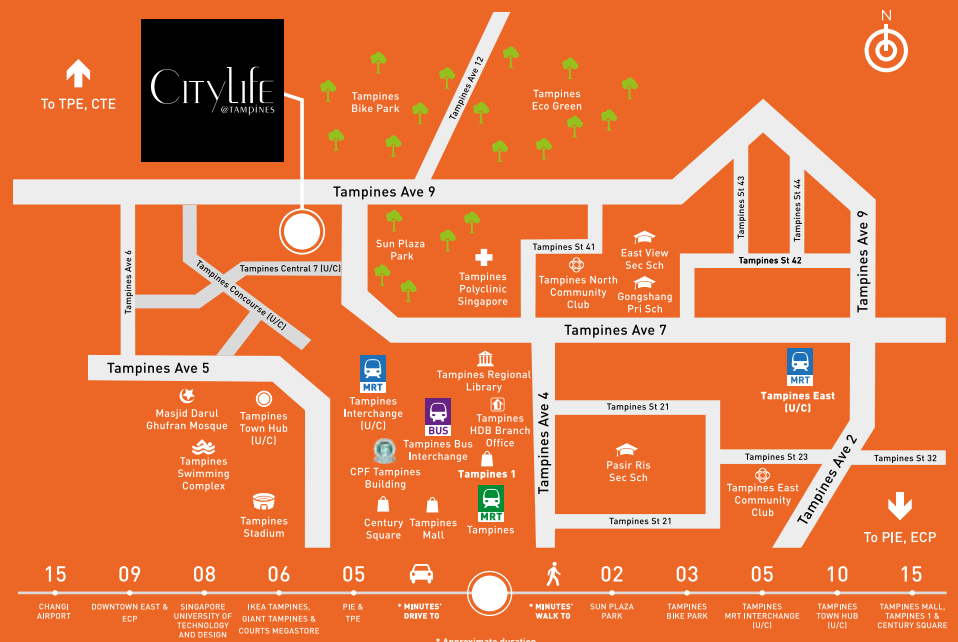 N
CITYLIFE
@TAMPINES
To TPE, CTE
Tampines
Bike Park
Tampines Ave 12
Tampines
Eco Green
Tampines Ave 9
Tampines St 43
Tampines St 44
Tampines Ave 9
Tampines Ave 6
Tampines Central 7 (U/C)
Tampines Concourse (U/C)
Sun Plaza
Park
Tampines
Polyclinic
Singapore
Tampines St 41
Tampines North
Community
Club
East View
Sec Sch
Gongshang
Pri Sch
Tampines St 42
Tampines Ave 7
Tampines Ave 5
Masjid Darul
Ghufran Mosque
Tampines
Town Hub
(U/C)
Tampines
Swimming
Complex
Tampines
Stadium
MRT
Tampines
Interchange
(U/C)
BUS
Tampines Bus
Interchange
CPF Tampines
Building
Century
Square
Tampines
Mall
Tampines Regional
Library
Tampines
HDB Branch
Office
Tampines 1
MRT
Tampines
Tampines Ave 4
Tampines St 21
Pasir Ris
Sec Sch
Tampines St 21
MRT
Tampines East
(U/C)
Tampines St 23
Tampines East
Community
Club
Tampines Ave 2
Tampines St 32
To PIE, ECP
15
CHANGI
AIRPORT
09
DOWNTOWN EAST &
ECP
08
SINGAPORE
UNIVERSITY OF
TECHNOLOGY
AND DESIGN
06
IKEA TAMPINES,
GIANT TAMPINES &
COURTS MEGASTORE
05
PIE &
TPE
* MINUTES'
DRIVE TO
* MINUTES'
WALK TO
02
SUN PLAZA
PARK
03
TAMPINES
BIKE PARK
05
TAMPINES
MRT INTERCHANGE
(U/C)
10
TAMPINES
TOWN HUB
(U/C)
15
TAMPINES MALL,
TAMPINES 1 &
CENTURY SQUARE
* Approximate duration